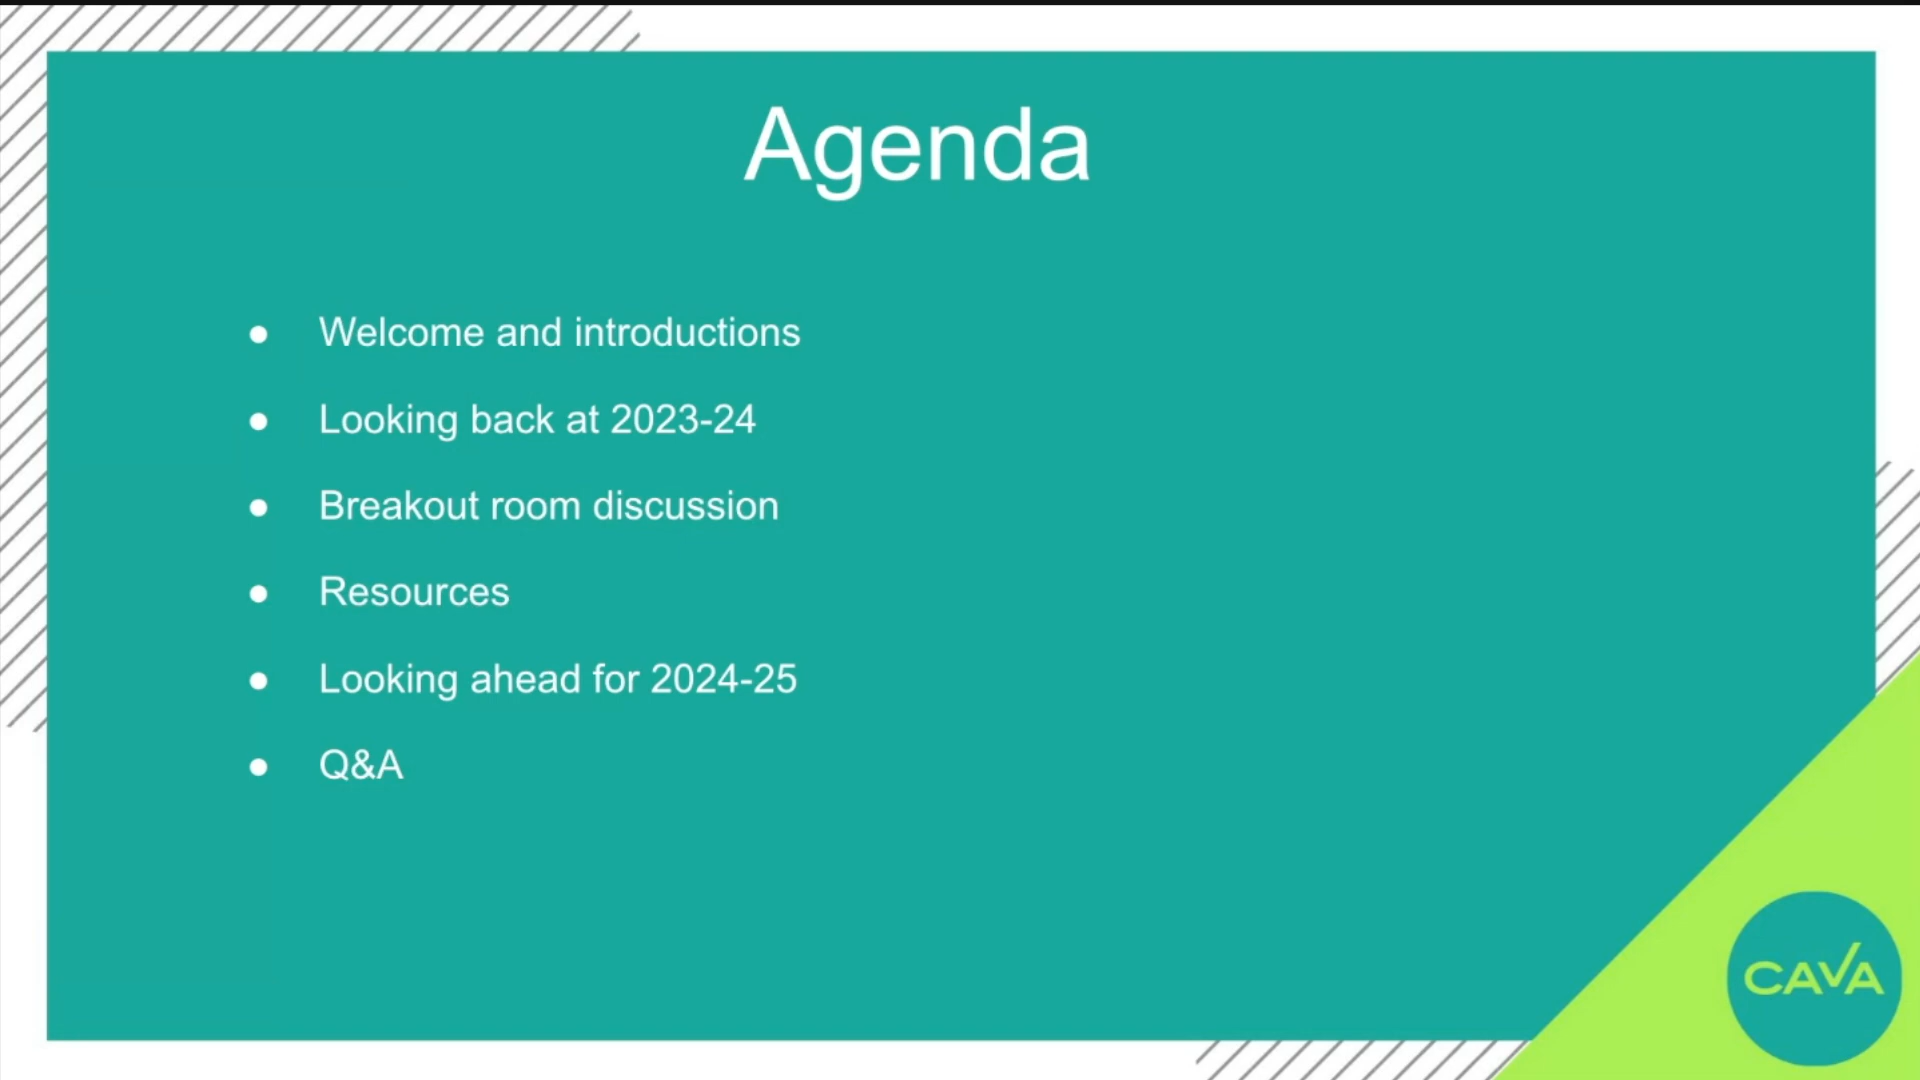 Agenda
● Welcome and introductions
● Looking back at 2023-24
● Breakout room discussion
● Resources
● Looking ahead for 2024-25
● Q&A
CAVA